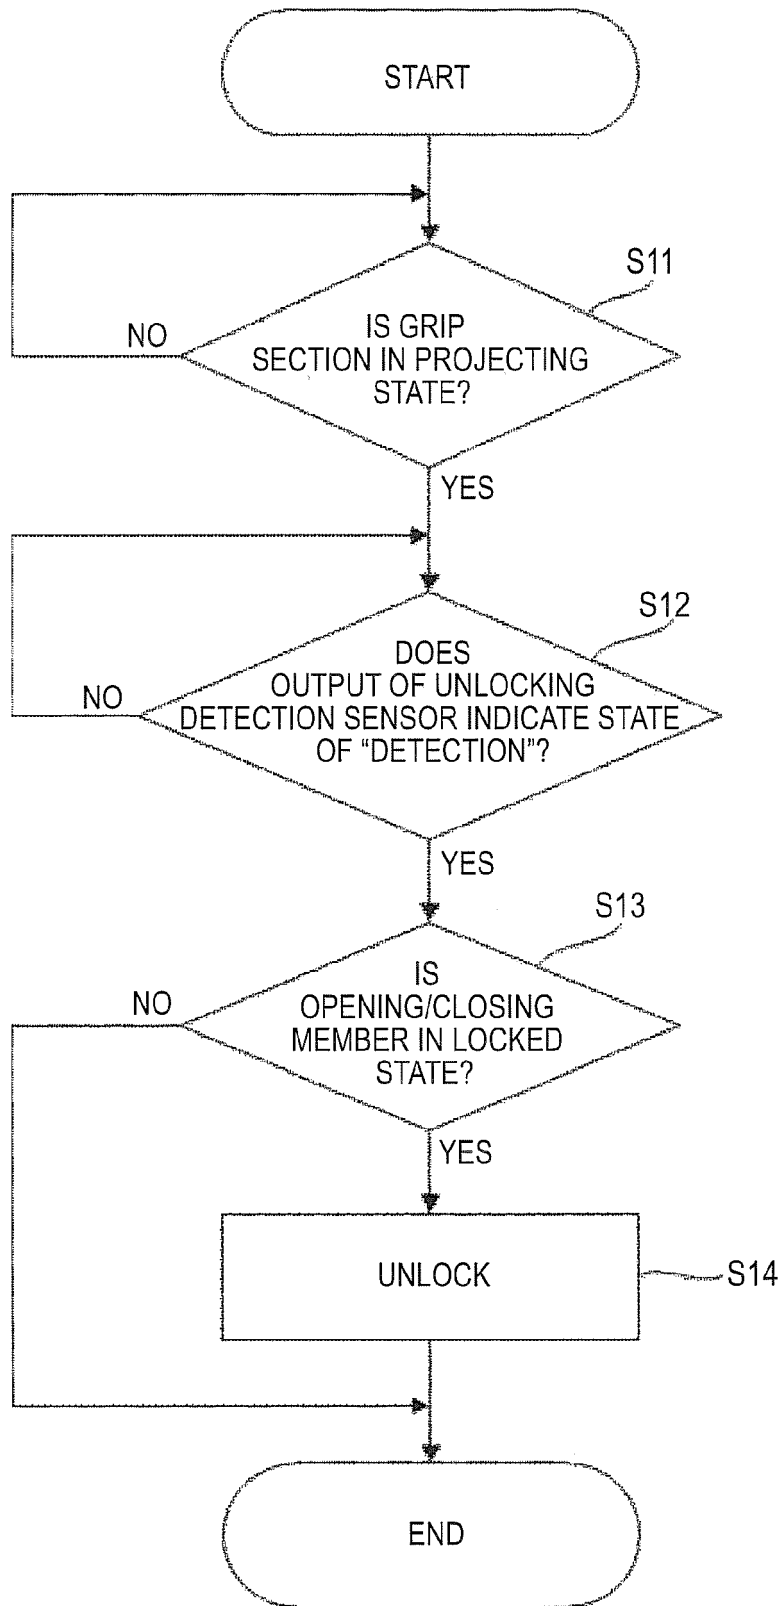 START
S11
IS GRIP
SECTION IN PROJECTING
STATE?
NO
YES
S12
DOES
OUTPUT OF UNLOCKING
DETECTION SENSOR INDICATE STATE
OF “DETECTION”?
NO
YES
S13
IS
OPENING/CLOSING
MEMBER IN LOCKED
STATE?
NO
YES
UNLOCK
S14
END